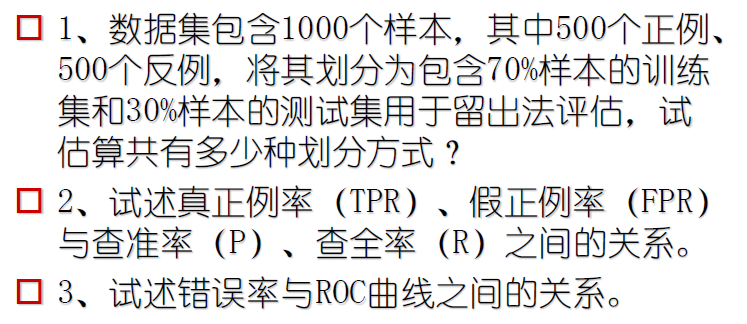 1、数据集包含1000个样本，其中500个正例、
500个反例，将其划分为包含70%样本的训练
集和30%样本的测试集用于留出法评估，试
估算共有多少种划分方式？
2、试述真正例率（TPR）、假正例率（FPR）
与查准率（P）、查全率（R）之间的关系。
3、试述错误率与ROC曲线之间的关系。